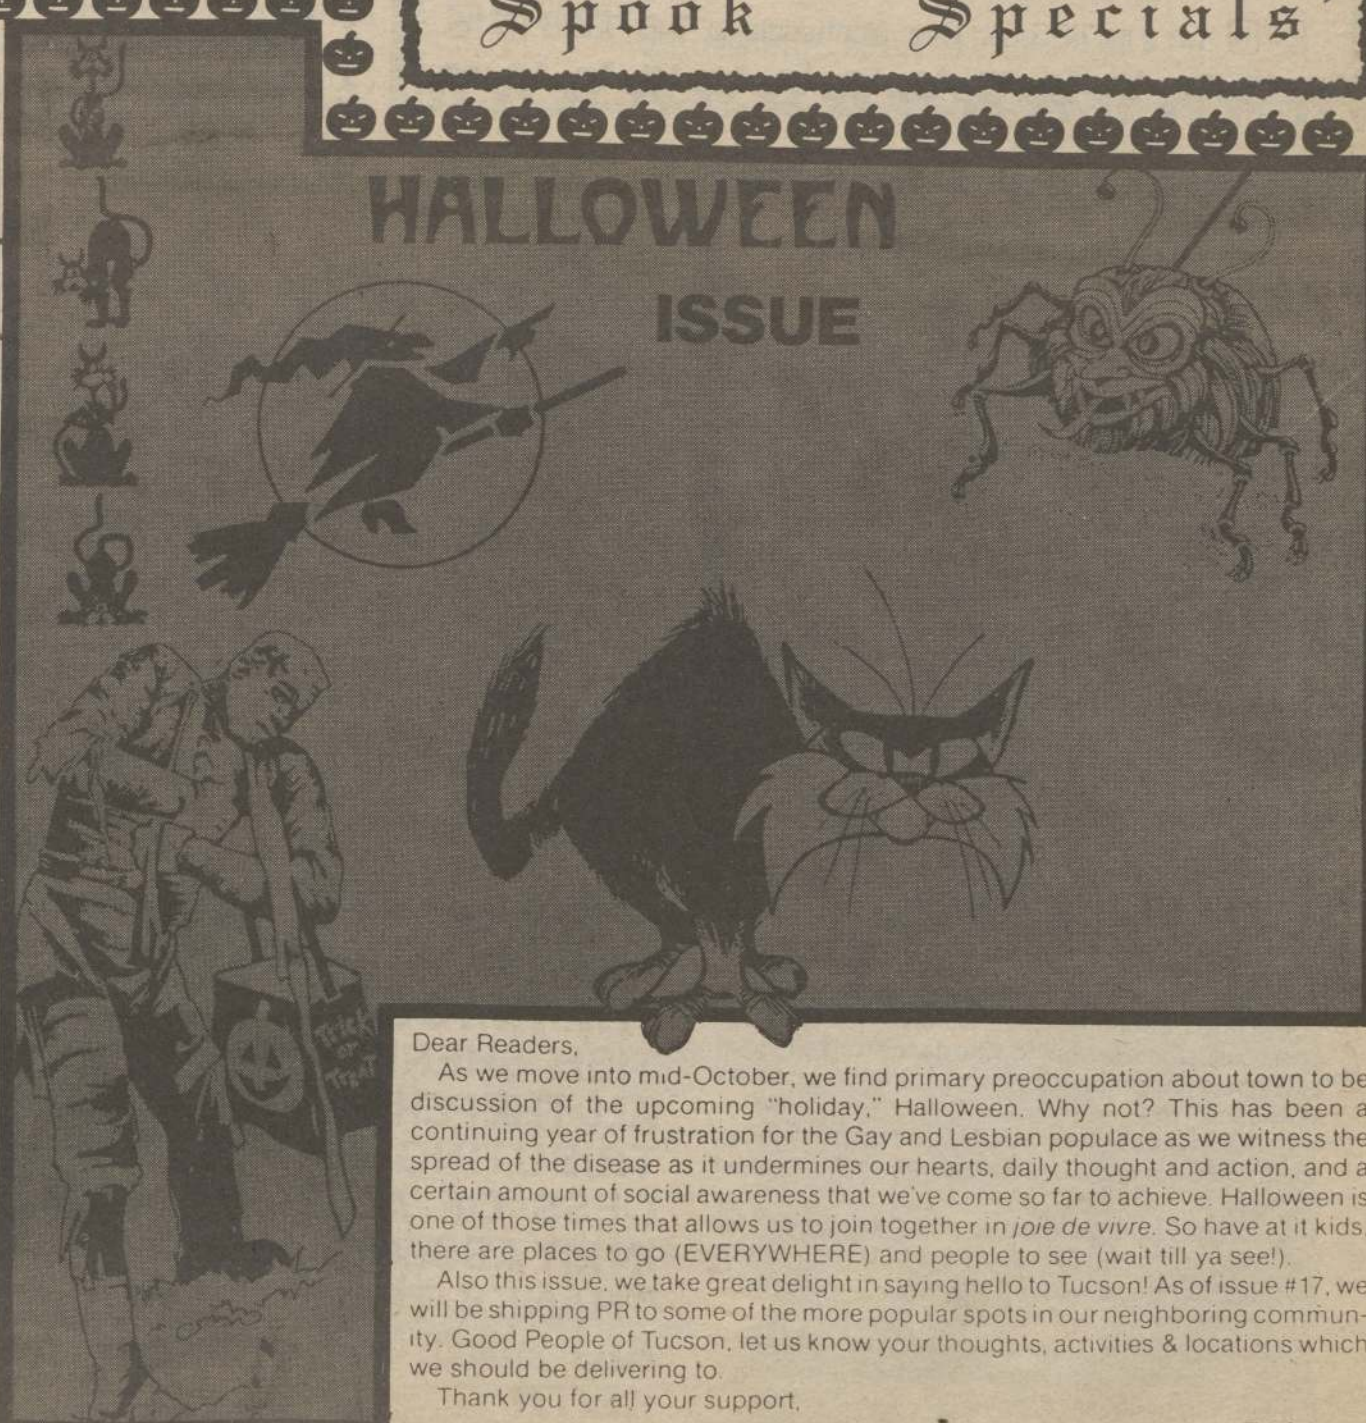 Spook Specials
HALLOWEEN
ISSUE
Trick
or
Treat
Dear Readers,
As we move into mid-October, we find primary preoccupation about town to be
discussion of the upcoming "holiday," Halloween. Why not? This has been a
continuing year of frustration for the Gay and Lesbian populace as we witness the
spread of the disease as it undermines our hearts, daily thought and action, and a
certain amount of social awareness that we've come so far to achieve. Halloween is
one of those times that allows us to join together in joie de vivre. So have at it kids,
there are places to go (EVERYWHERE) and people to see (wait till ya see!).
Also this issue, we take great delight in saying hello to Tucson! As of issue #17, we
will be shipping PR to some of the more popular spots in our neighboring commun-
ity. Good People of Tucson, let us know your thoughts, activities & locations which
we should be delivering to.
Thank you for all your support,